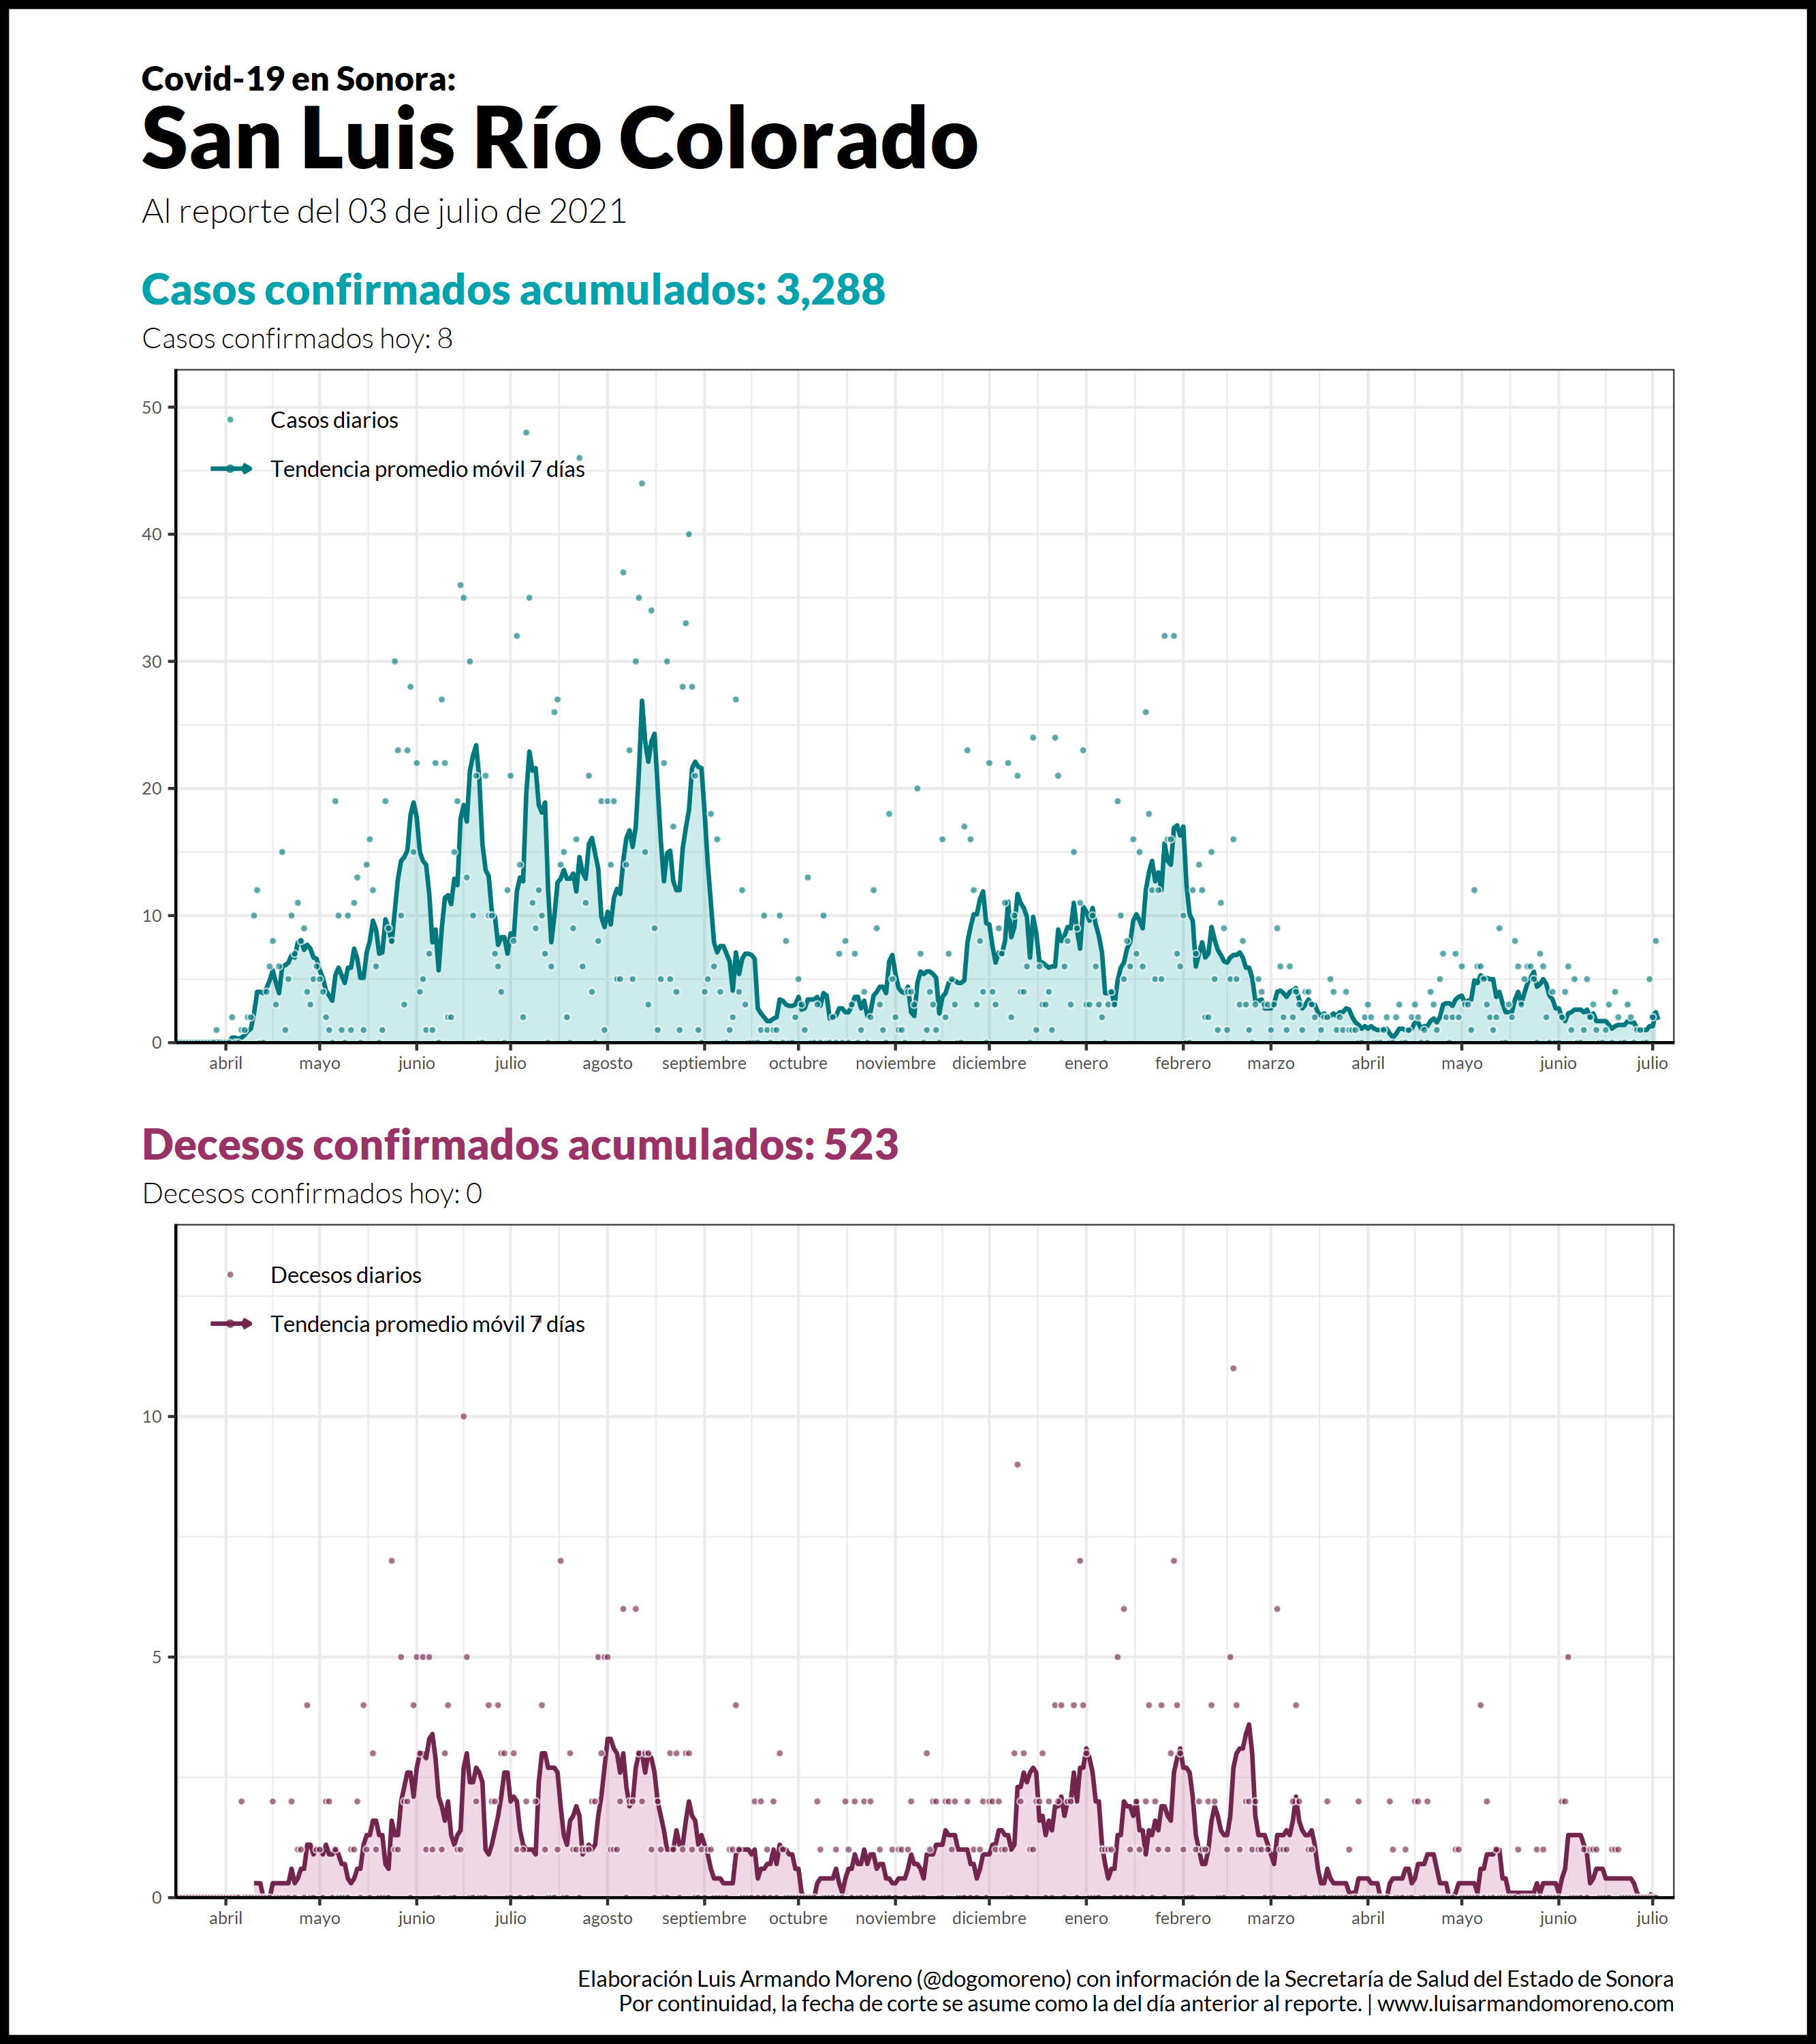 Covid-19 en Sonora:
San Luis Río Colorado
Al reporte del 03 de julio de 2021
Casos confirmados acumulados: 3,288
Casos confirmados hoy: 8
50
40
30
20
10
0
Casos diarios
Tendencia promedio móvil 7 días
abril mayo junio julio agosto septiembre octubre noviembre diciembre enero febrero marzo abril mayo junio julio
Decesos confirmados acumulados: 523
Decesos confirmados hoy: 0
10
5
0
Decesos diarios
Tendencia promedio móvil 7 días
abril mayo junio julio agosto septiembre octubre noviembre diciembre enero febrero marzo abril mayo junio julio
Elaboración Luis Armando Moreno (@dogomoreno) con información de la Secretaría de Salud del Estado de Sonora
Por continuidad, la fecha de corte se asume como la del día anterior al reporte. | www.luisarmandomoreno.com